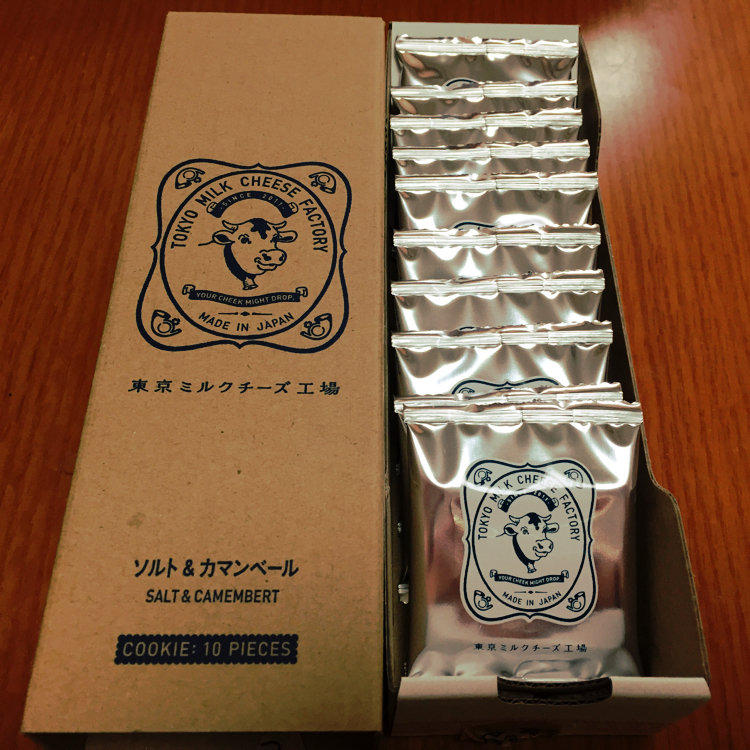 TOKYO MILK CHEESE FACTORY
SINCE 2011
YOUR CHEEK MIGHT DROP.
MADE IN JAPAN
東京ミルクチーズ工場
ソルト&カマンベール
SALT & CAMEMBERT
COOKIE: 10 PIECES
TOKYO MILK CHEESE FACTORY
YOUR CHEEK MIGHT DROP.
MADE IN JAPAN
東京ミルクチーズ工場